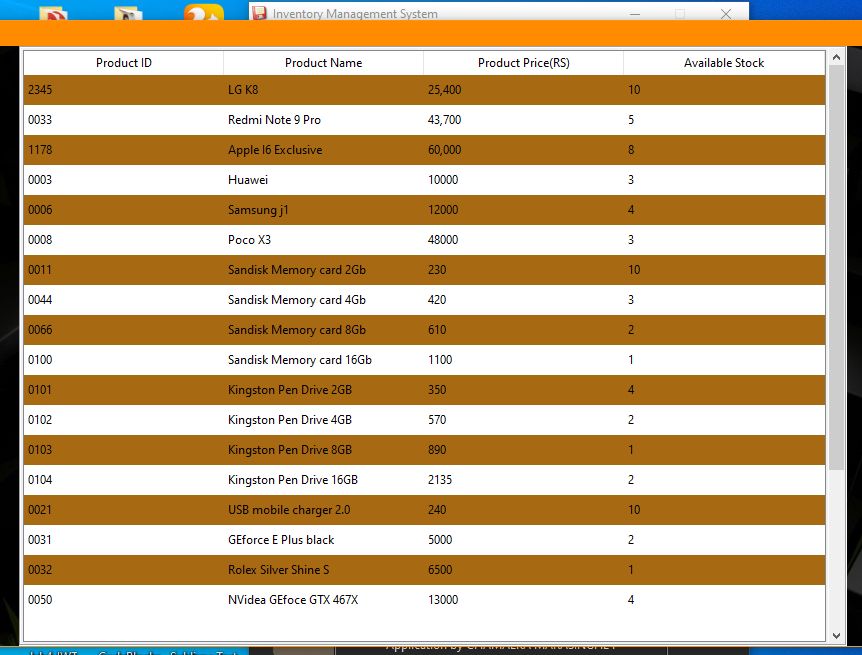 Inventory Management System
Product ID Product Name Product Price(RS) Available Stock
2345 LG K8 25,400 10
0033 Redmi Note 9 Pro 43,700 5
1178 Apple I6 Exclusive 60,000 8
0003 Huawei 10000 3
0006 Samsung j1 12000 4
0008 Poco X3 48000 3
0011 Sandisk Memory card 2Gb 230 10
0044 Sandisk Memory card 4Gb 420 3
0066 Sandisk Memory card 8Gb 610 2
0100 Sandisk Memory card 16Gb 1100 1
0101 Kingston Pen Drive 2GB 350 4
0102 Kingston Pen Drive 4GB 570 2
0103 Kingston Pen Drive 8GB 890 1
0104 Kingston Pen Drive 16GB 2135 2
0021 USB mobile charger 2.0 240 10
0031 GEforce E Plus black 5000 2
0032 Rolex Silver Shine S 6500 1
0050 NVidea GEfoce GTX 467X 13000 4
Application by